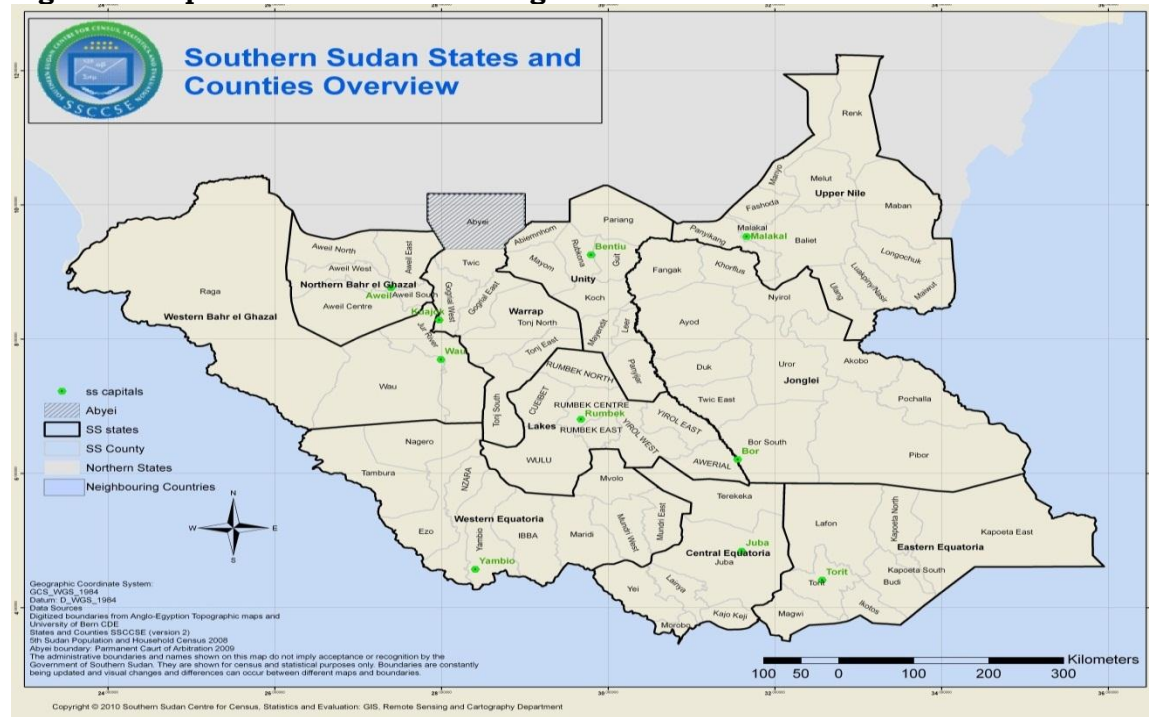 Southern Sudan States and
Counties Overview
SSCCSE
Renk
Manyo
Melut
Upper Nile
Fashoda
Maban
Abyei
Pariang
Panyikang
Malakal
Malakal
Baliet
Abiemnhom
Rubkona
Bentiu
Guit
Longochuk
Aweil North
Aweil East
Twic
Mayom
Fangak
Khorflus
Luakpiny/Nasir
Maiwut
Aweil West
Unity
Ulang
Northern Bahr el Ghazal
Gogrial West
Gogrial East
Nyirol
Raga
Aweil
Aweil South
Koch
Aweil Centre
Kuajok
Warrap
Western Bahr el Ghazal
Tonj North
Mayendit
Leer
Ayod
Jur River
Tonj East
Wau
Uror
Akobo
Duk
Panyijar
Jonglei
RUMBEK NORTH
Wau
CUEIBET
Pochalla
Tonj South
RUMBEK CENTRE
Twic East
Rumbek
YIROL EAST
Lakes
RUMBEK EAST
YIROL WEST
Nagero
Bor South
Bor
Pibor
WULU
AWERIAL
Tambura
NZARA
Mvolo
Terekeka
Western Equatoria
Mundri West
Mundri East
Lafon
Kapoeta North
Ezo
Yambio
IBBA
Maridi
Kapoeta East
Juba
Eastern Equatoria
Central Equatoria
Juba
Yambio
Torit
Kapoeta South
Torit
Budi
Yei
Lanya
Ikotos
Kajo Keji
Magwi
Morobo
ss capitals
Abyei
SS states
SS County
Northern States
Neighbouring Countries
N
W
E
S
Geographic Coordinate System:
GCS_WGS_1984
Datum: D_WGS_1984
Data Sources
Digitized boundaries from Anglo-Egyption Topographic maps and
University of Bern CDE
States and Counties SSCCSE (version 2)
5th Sudan Population and Household Census 2008
Abyei boundary: Parmanent Caurt of Arbitration 2009
The administrative boundaries and names shown on this map do not imply acceptance or recognition by the
Government of Southern Sudan. They are shown for census and statistical purposes only. Boundaries are constantly
being updated and visual changes and differences can occur between different maps and boundaries.
Kilometers
100 50 0 100 200 300
Copyright © 2010 Southern Sudan Centre for Census, Statistics and Evaluation: GIS, Remote Sensing and Cartography Department